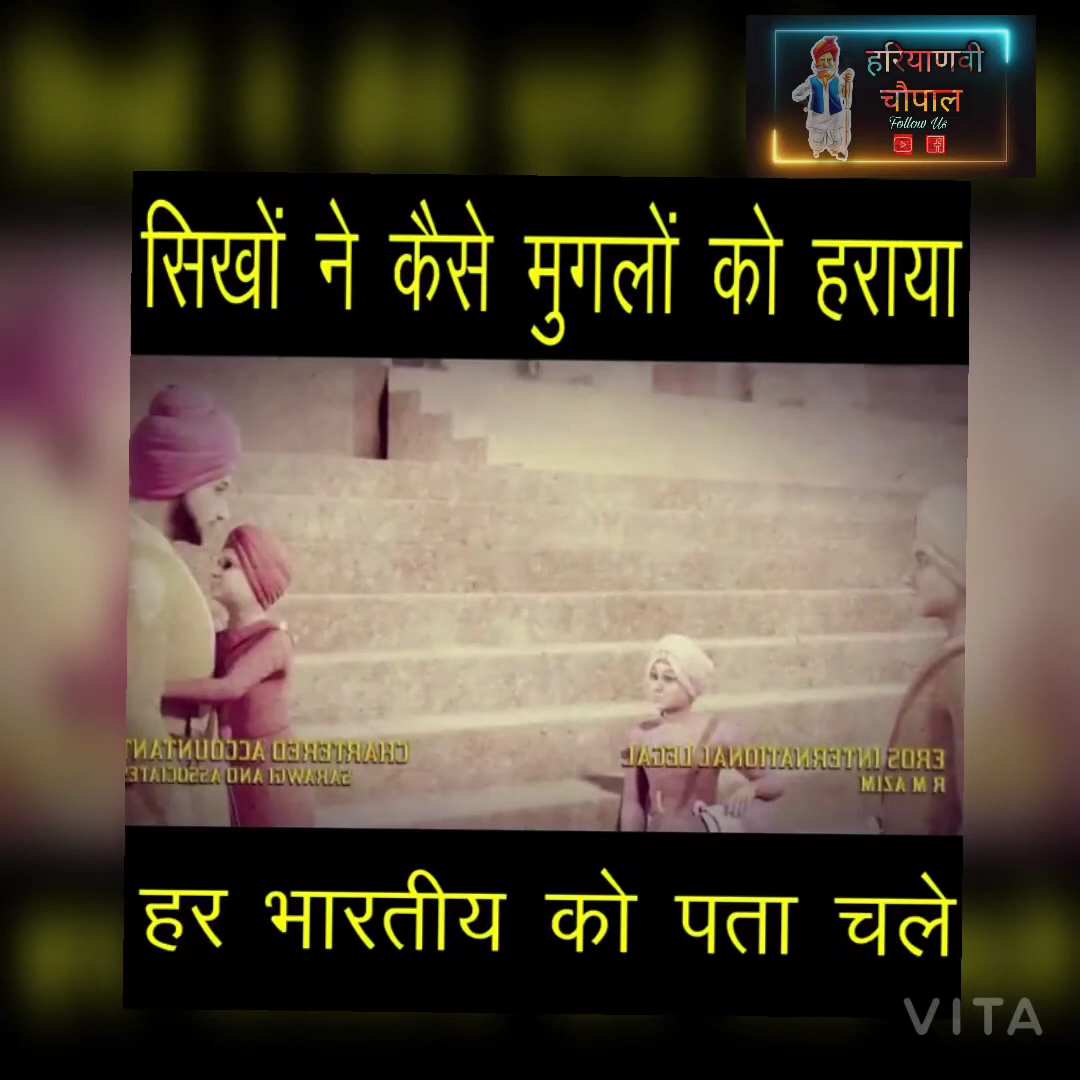 हरियाणवी
चौपाल
Follow Us
सिखों ने कैसे मुगलों को हराया
CHARTERED ACCOUNTANT
SARAWGI AND ASSOCIATES
EROS INTERNATIONAL LEGAL
R M AZIM
हर भारतीय को पता चले
VITA